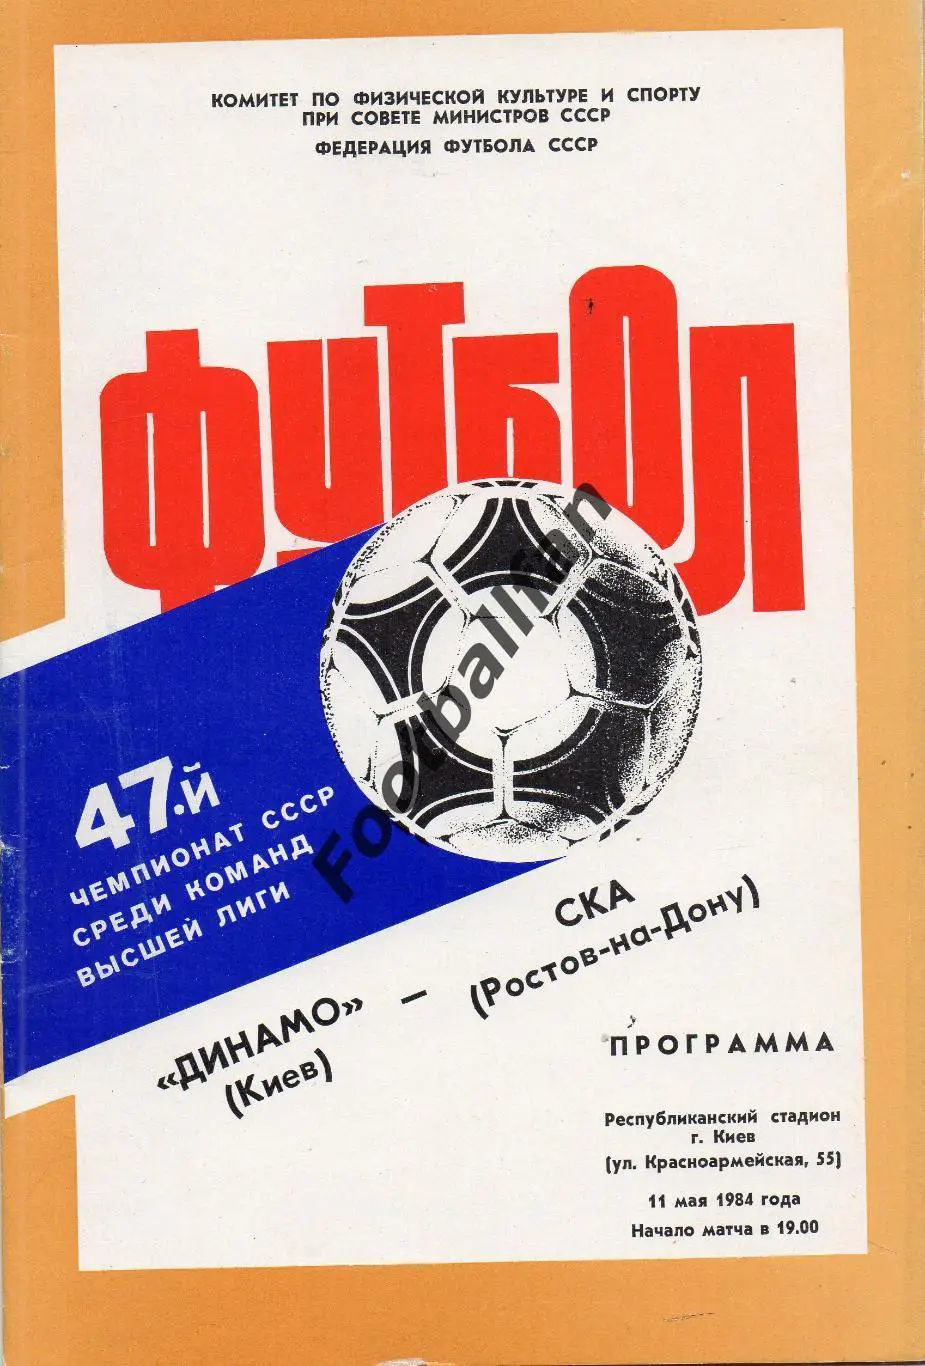 КОМИТЕТ ПО ФИЗИЧЕСКОЙ КУЛЬТУРЕ И СПОРТУ
ПРИ СОВЕТЕ МИНИСТРОВ СССР
ФЕДЕРАЦИЯ ФУТБОЛА СССР
ФУТБОЛ
Footballfan
47-й
ЧЕМПИОНАТ СССР
СРЕДИ КОМАНД
ВЫСШЕЙ ЛИГИ
«ДИНАМО» –
(Киев)
СКА
(Ростов-на-Дону)
ПРОГРАММА
Республиканский стадион
г. Киев
(ул. Красноармейская, 55)
11 мая 1984 года
Начало матча в 19.00